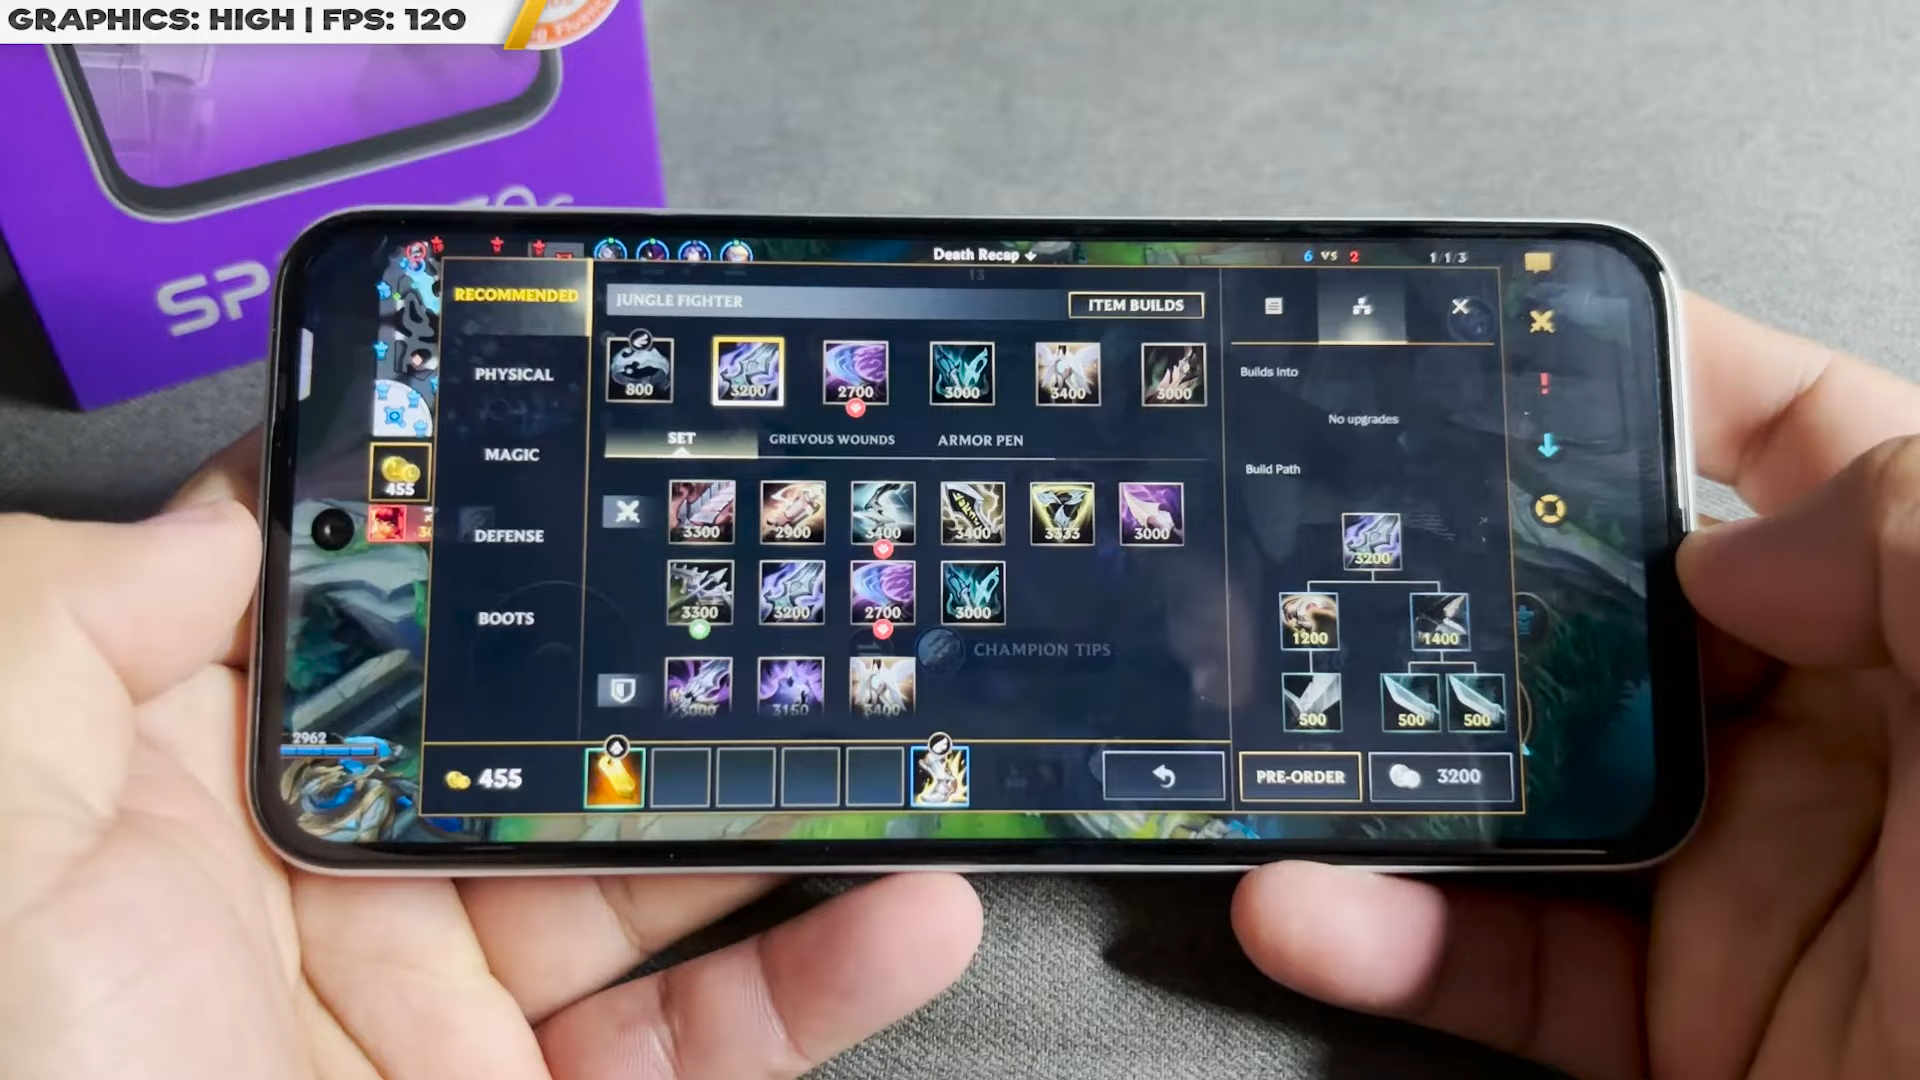 GRAPHICS: HIGH | FPS: 120
SP
Death Recap
13
6 VS 2
1/1/3
RECOMMENDED
JUNGLE FIGHTER
ITEM BUILDS
PHYSICAL
800
3200
2700
3000
3400
3000
Builds Into
No upgrades
SET
GRIEVOUS WOUNDS
ARMOR PEN
MAGIC
Build Path
455
3300
2900
3400
3400
3333
3000
DEFENSE
3200
3300
3200
2700
3000
BOOTS
1200
1400
CHAMPION TIPS
3000
3150
3400
500
500
500
2962
455
PRE-ORDER
3200